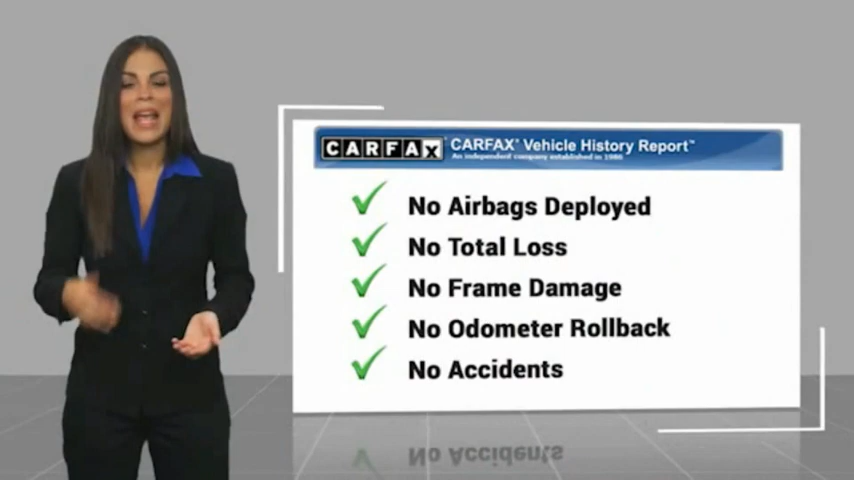 CARFAX CARFAX® Vehicle History Report™
An independent company established in 1986
No Airbags Deployed
No Total Loss
No Frame Damage
No Odometer Rollback
No Accidents
No Accidents